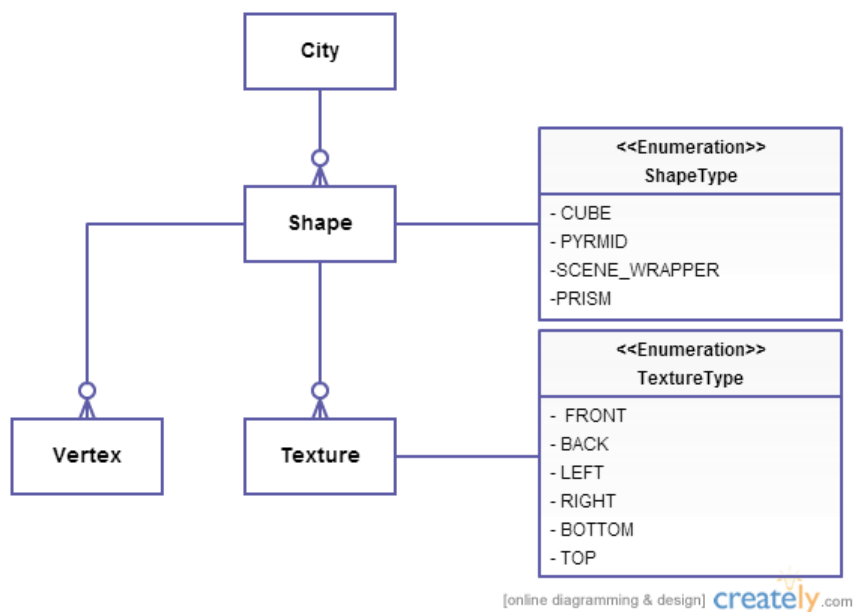 City
<<Enumeration>>
ShapeType
- CUBE
- PYRMID
-SCENE_WRAPPER
-PRISM
Shape
<<Enumeration>>
TextureType
- FRONT
- BACK
- LEFT
- RIGHT
- BOTTOM
- TOP
Vertex
Texture
[online diagramming & design] creately.com